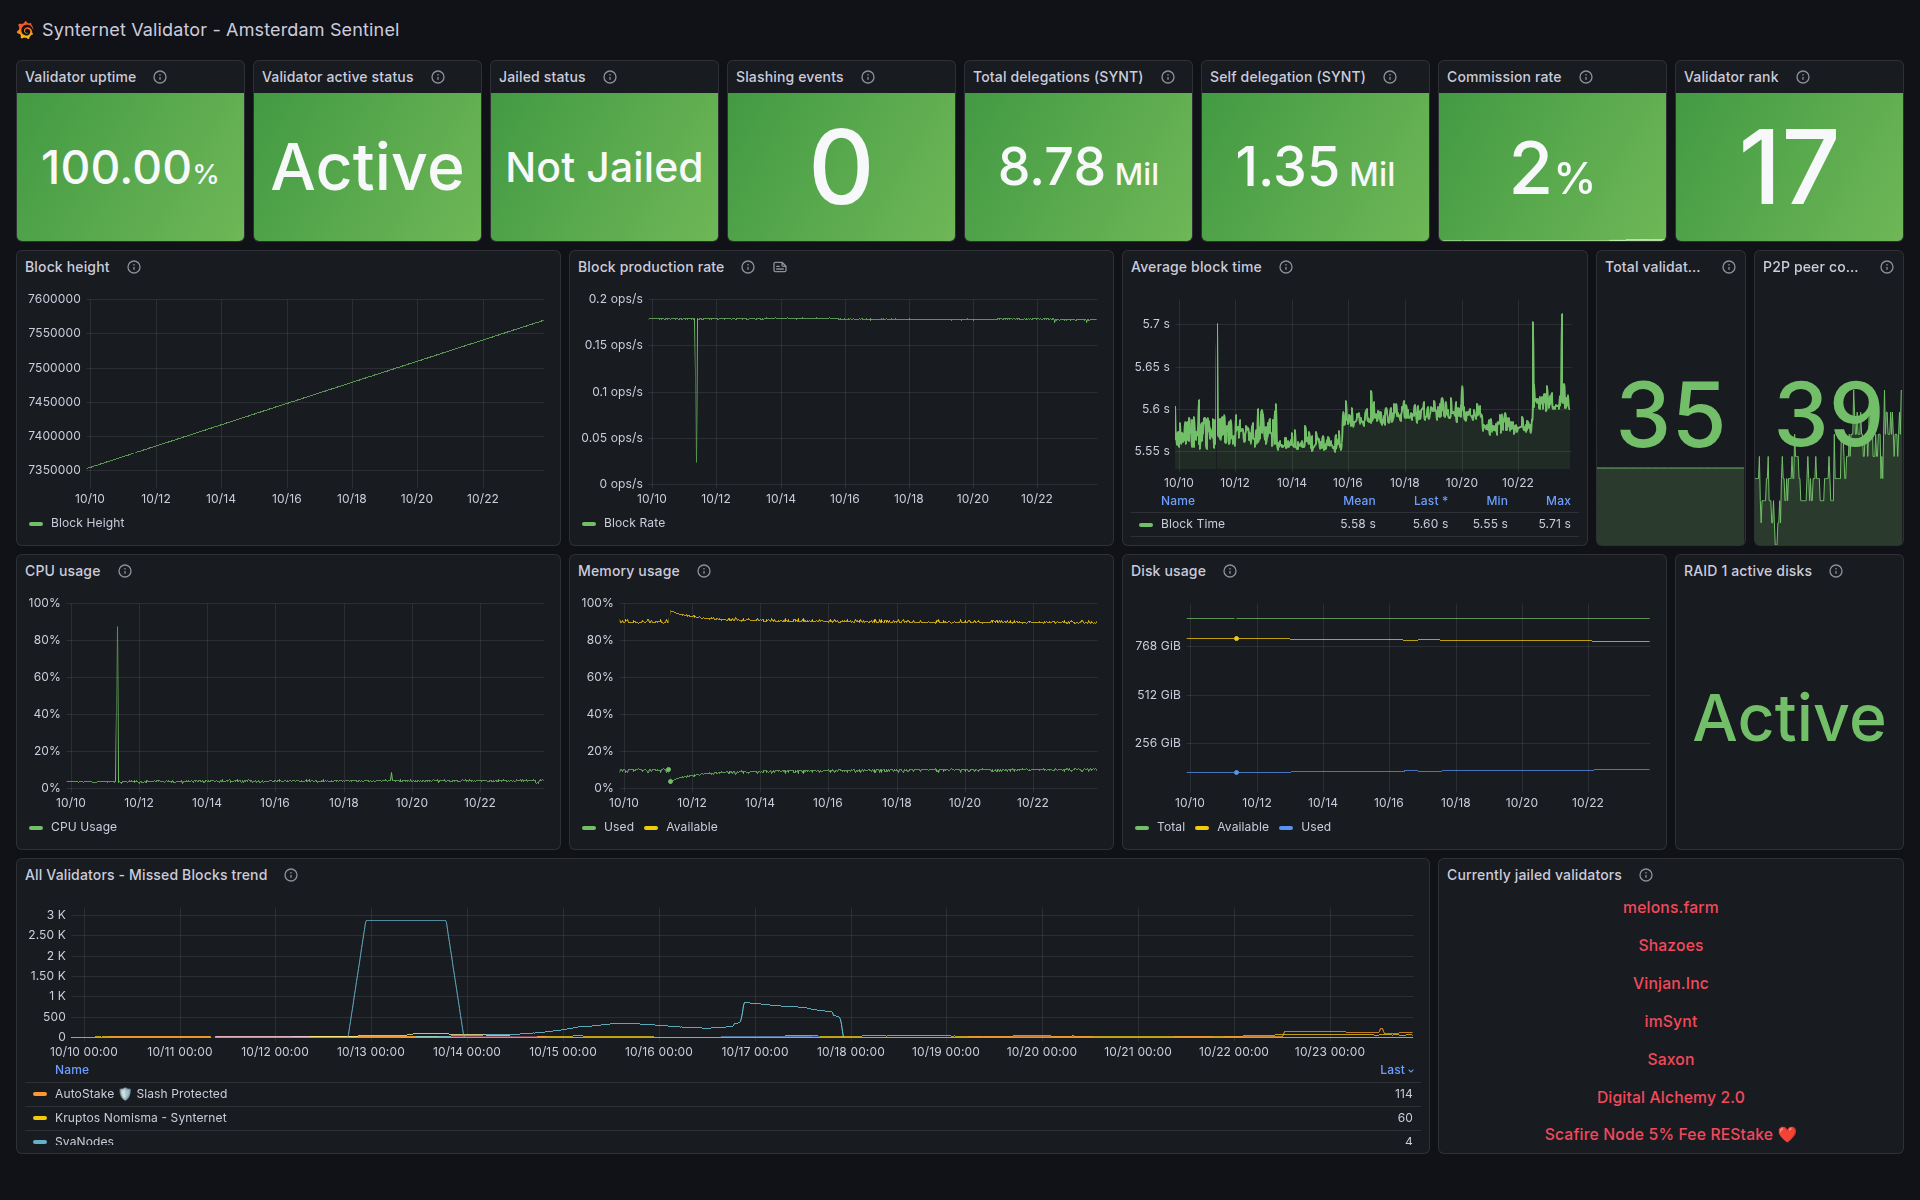 Synternet Validator - Amsterdam Sentinel
Validator uptime
100.00%
Validator active status
Active
Jailed status
Not Jailed
Slashing events
0
Total delegations (SYNT)
8.78 Mil
Self delegation (SYNT)
1.35 Mil
Commission rate
2%
Validator rank
17
Block height
7600000
7550000
7500000
7450000
7400000
7350000
10/10 10/12 10/14 10/16 10/18 10/20 10/22
Block Height
Block production rate
0.2 ops/s
0.15 ops/s
0.1 ops/s
0.05 ops/s
0 ops/s
10/10 10/12 10/14 10/16 10/18 10/20 10/22
Block Rate
Average block time
5.7 s
5.65 s
5.6 s
5.55 s
10/10 10/12 10/14 10/16 10/18 10/20 10/22
Name Mean Last * Min Max
Block Time 5.58 s 5.60 s 5.55 s 5.71 s
Total validat...
35
P2P peer co...
39
CPU usage
100%
80%
60%
40%
20%
0%
10/10 10/12 10/14 10/16 10/18 10/20 10/22
CPU Usage
Memory usage
100%
80%
60%
40%
20%
0%
10/10 10/12 10/14 10/16 10/18 10/20 10/22
Used Available
Disk usage
768 GiB
512 GiB
256 GiB
10/10 10/12 10/14 10/16 10/18 10/20 10/22
Total Available Used
RAID 1 active disks
Active
All Validators - Missed Blocks trend
3 K
2.50 K
2 K
1.50 K
1 K
500
0
10/10 00:00 10/11 00:00 10/12 00:00 10/13 00:00 10/14 00:00 10/15 00:00 10/16 00:00 10/17 00:00 10/18 00:00 10/19 00:00 10/20 00:00 10/21 00:00 10/22 00:00 10/23 00:00
Name Last
AutoStake 🛡️ Slash Protected 114
Kruptos Nomisma - Synternet 60
SvaNodes 4
Currently jailed validators
melons.farm
Shazoes
Vinjan.Inc
imSynt
Saxon
Digital Alchemy 2.0
Scafire Node 5% Fee REStake ❤️